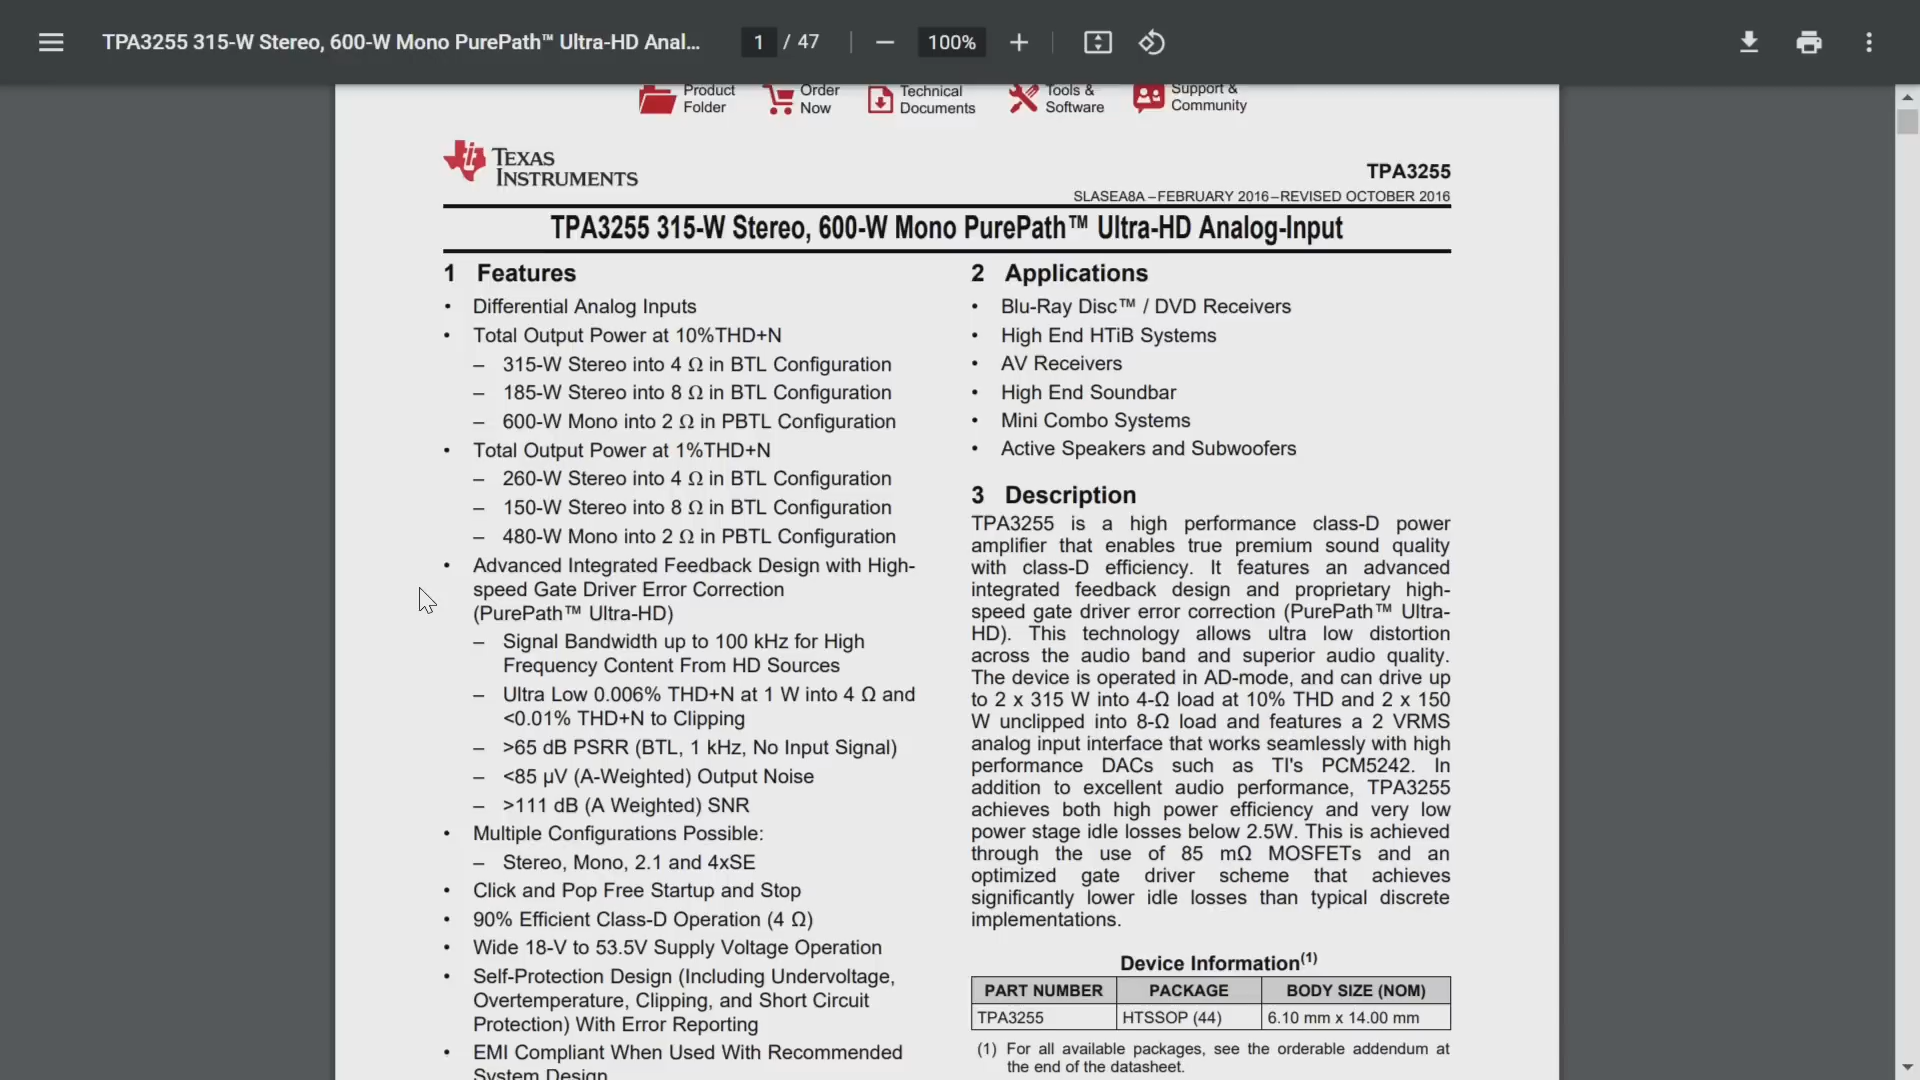 TPA3255 315-W Stereo, 600-W Mono PurePath™ Ultra-HD Anal...
1 / 47
100%
Product
Folder
Order
Now
Technical
Documents
Tools &
Software
Support &
Community
TEXAS
INSTRUMENTS
TPA3255
SLASEA8A –FEBRUARY 2016–REVISED OCTOBER 2016
TPA3255 315-W Stereo, 600-W Mono PurePath™ Ultra-HD Analog-Input
1 Features
• Differential Analog Inputs
• Total Output Power at 10%THD+N
– 315-W Stereo into 4 Ω in BTL Configuration
– 185-W Stereo into 8 Ω in BTL Configuration
– 600-W Mono into 2 Ω in PBTL Configuration
• Total Output Power at 1%THD+N
– 260-W Stereo into 4 Ω in BTL Configuration
– 150-W Stereo into 8 Ω in BTL Configuration
– 480-W Mono into 2 Ω in PBTL Configuration
• Advanced Integrated Feedback Design with High-
speed Gate Driver Error Correction
(PurePath™ Ultra-HD)
– Signal Bandwidth up to 100 kHz for High
Frequency Content From HD Sources
– Ultra Low 0.006% THD+N at 1 W into 4 Ω and
<0.01% THD+N to Clipping
– >65 dB PSRR (BTL, 1 kHz, No Input Signal)
– <85 µV (A-Weighted) Output Noise
– >111 dB (A Weighted) SNR
• Multiple Configurations Possible:
– Stereo, Mono, 2.1 and 4xSE
• Click and Pop Free Startup and Stop
• 90% Efficient Class-D Operation (4 Ω)
• Wide 18-V to 53.5V Supply Voltage Operation
• Self-Protection Design (Including Undervoltage,
Overtemperature, Clipping, and Short Circuit
Protection) With Error Reporting
• EMI Compliant When Used With Recommended
System Design
2 Applications
• Blu-Ray Disc™ / DVD Receivers
• High End HTiB Systems
• AV Receivers
• High End Soundbar
• Mini Combo Systems
• Active Speakers and Subwoofers
3 Description
TPA3255 is a high performance class-D power
amplifier that enables true premium sound quality
with class-D efficiency. It features an advanced
integrated feedback design and proprietary high-
speed gate driver error correction (PurePath™ Ultra-
HD). This technology allows ultra low distortion
across the audio band and superior audio quality.
The device is operated in AD-mode, and can drive up
to 2 x 315 W into 4-Ω load at 10% THD and 2 x 150
W unclipped into 8-Ω load and features a 2 VRMS
analog input interface that works seamlessly with high
performance DACs such as TI's PCM5242. In
addition to excellent audio performance, TPA3255
achieves both high power efficiency and very low
power stage idle losses below 2.5W. This is achieved
through the use of 85 mΩ MOSFETs and an
optimized gate driver scheme that achieves
significantly lower idle losses than typical discrete
implementations.
Device Information(1)
PART NUMBER PACKAGE BODY SIZE (NOM)
TPA3255 HTSSOP (44) 6.10 mm x 14.00 mm
(1) For all available packages, see the orderable addendum at
the end of the datasheet.